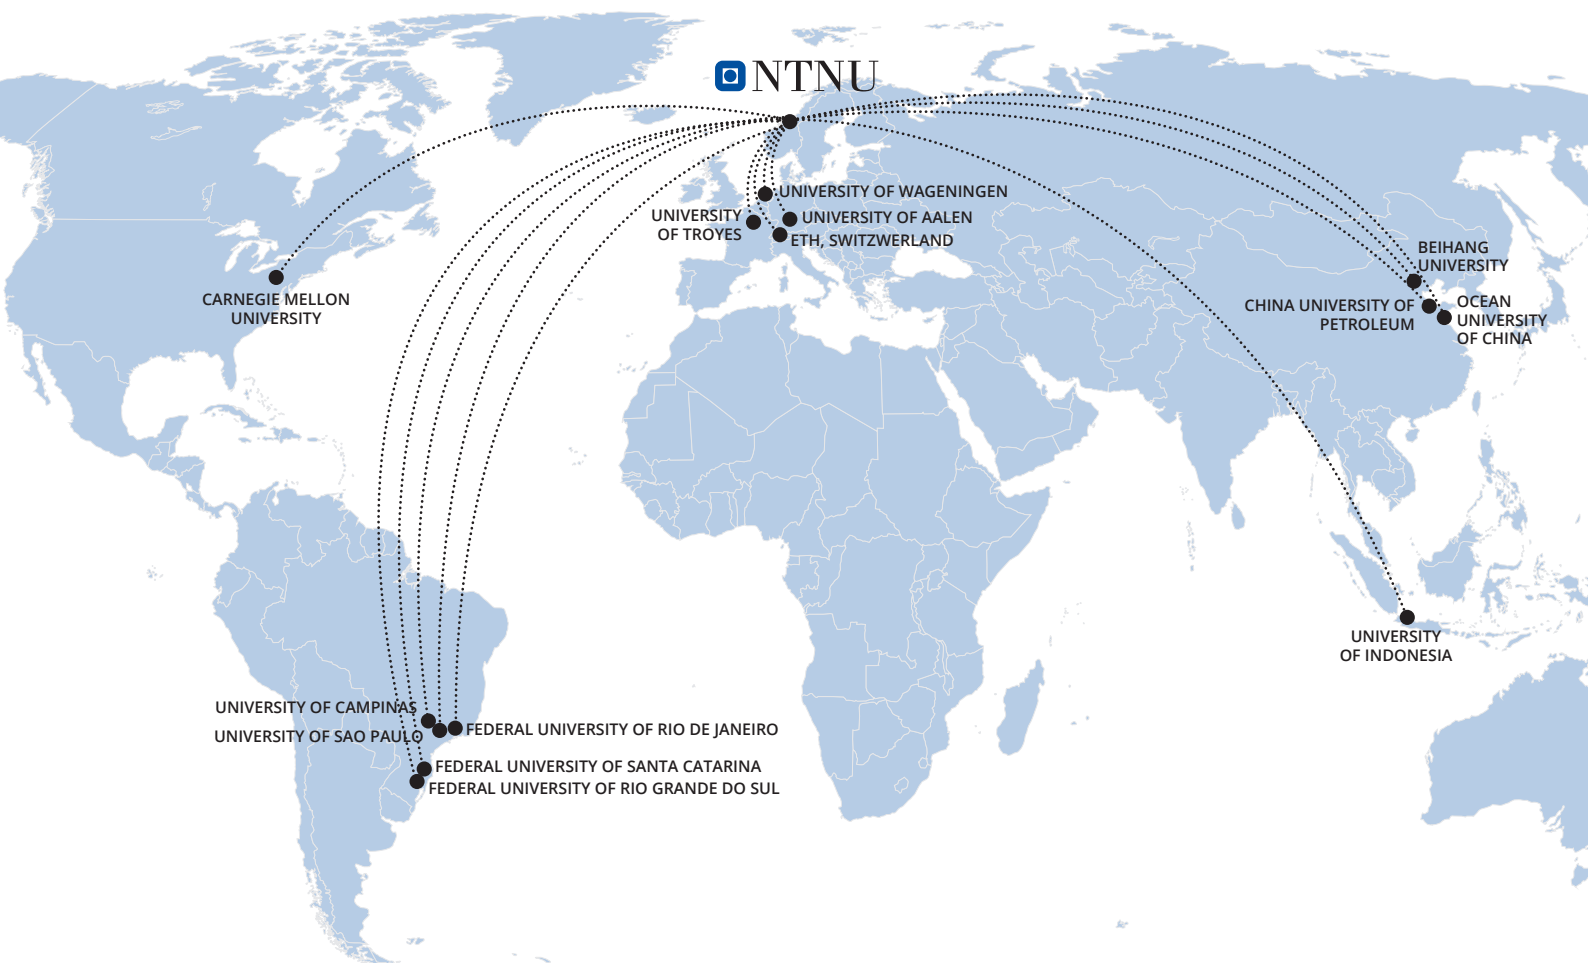 NTNU
UNIVERSITY OF WAGENINGEN
UNIVERSITY
OF TROYES
UNIVERSITY OF AALEN
ETH, SWITZWERLAND
BEIHANG
UNIVERSITY
CARNEGIE MELLON
UNIVERSITY
CHINA UNIVERSITY OF
PETROLEUM
OCEAN
UNIVERSITY
OF CHINA
UNIVERSITY
OF INDONESIA
UNIVERSITY OF CAMPINAS
UNIVERSITY OF SAO PAULO
FEDERAL UNIVERSITY OF RIO DE JANEIRO
FEDERAL UNIVERSITY OF SANTA CATARINA
FEDERAL UNIVERSITY OF RIO GRANDE DO SUL